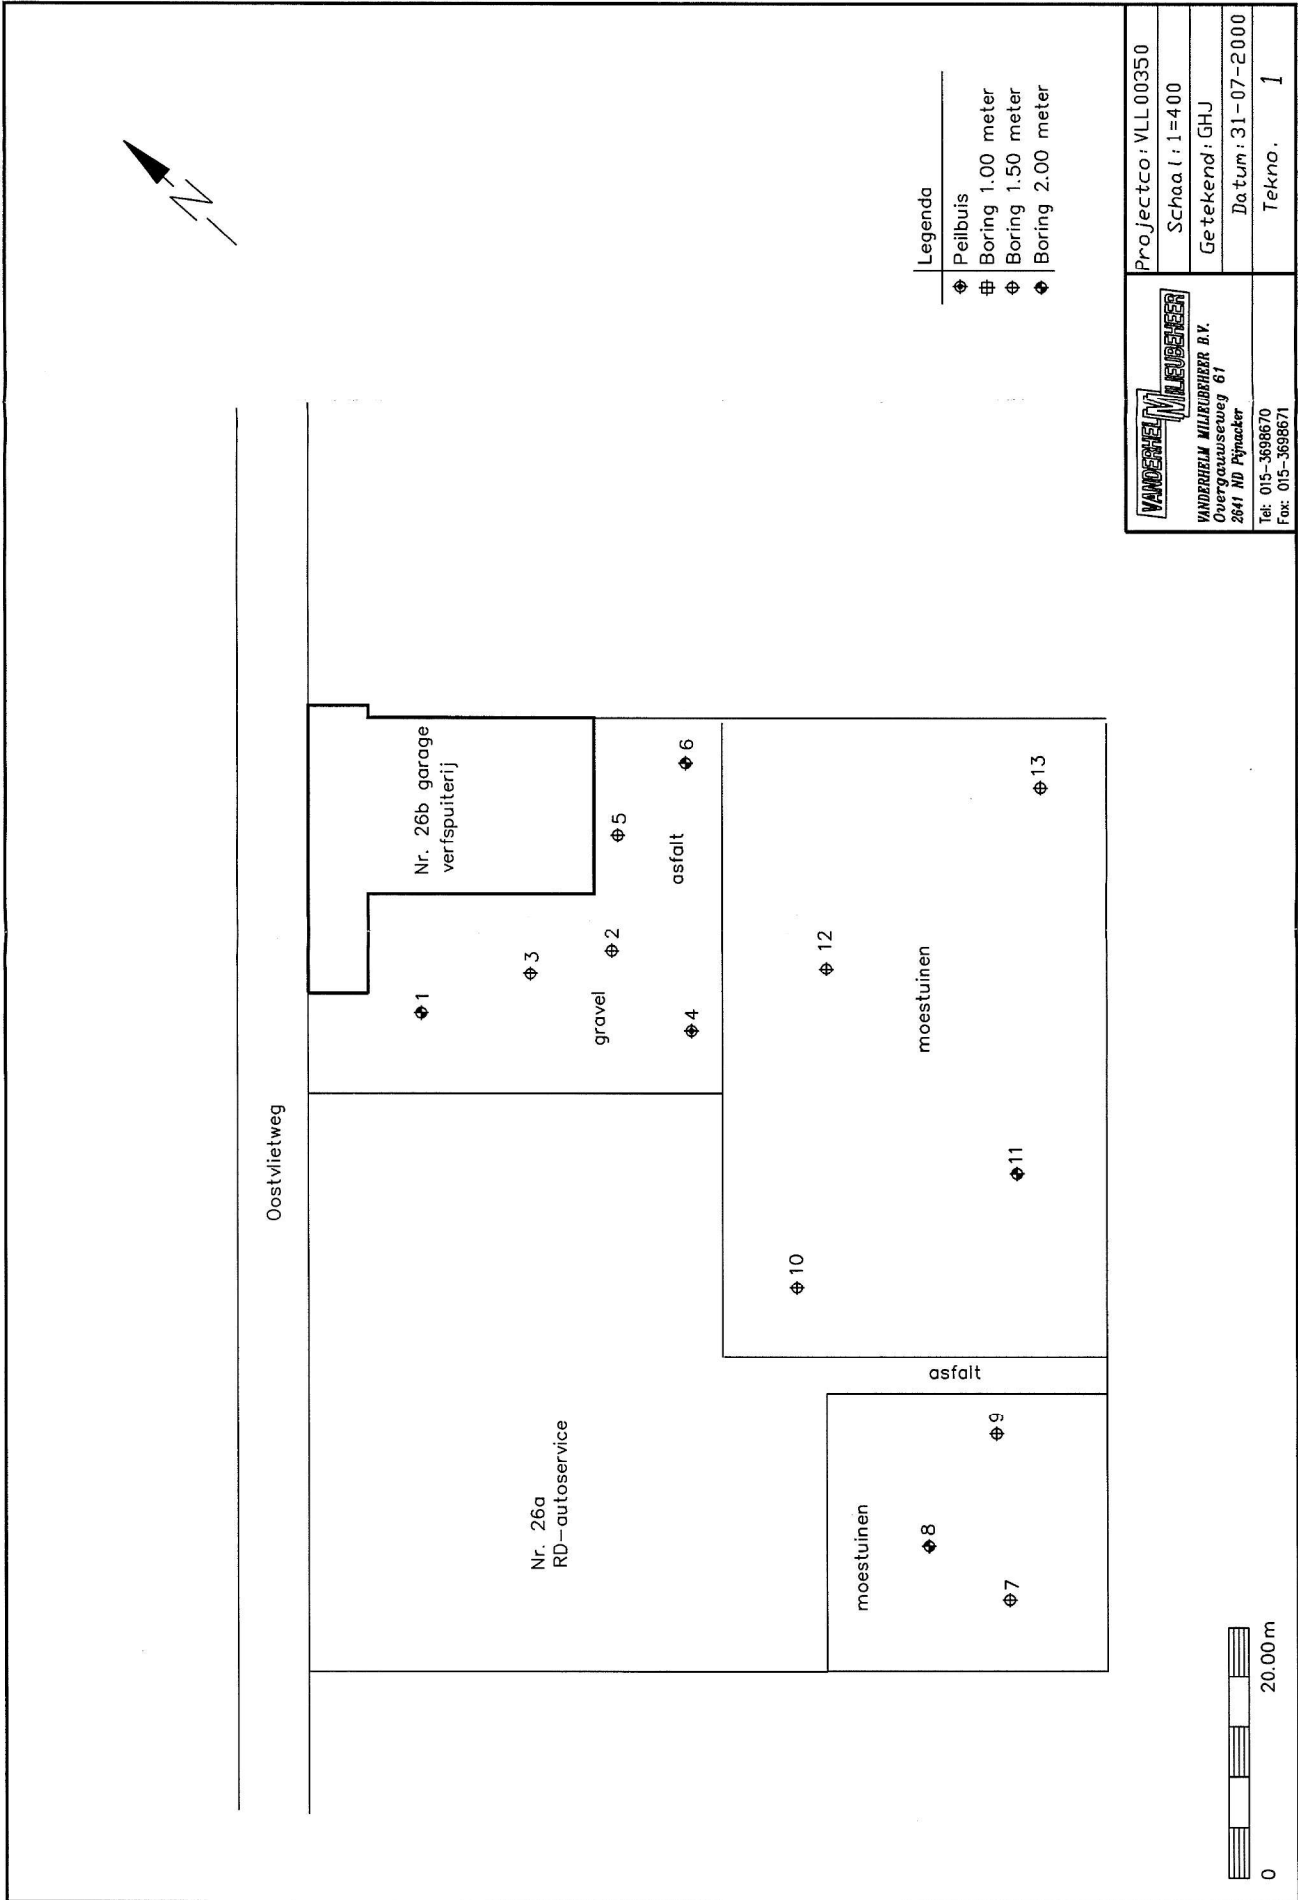 Oostvlietweg
Nr. 26a
RD-autoservice
Nr. 26b garage
verfspuiterij
1
3
2
gravel
5
asfalt
4
6
10
12
moestuinen
11
13
asfalt
moestuinen
8
9
7
0
20.00m
N
Legenda
Peilbuis
Boring 1.00 meter
Boring 1.50 meter
Boring 2.00 meter
VANDERHELM
MILIEUBEHEER
VANDERHELM MILIEUBEHEER B.V.
Overgauwseweg 61
2641 ND Pijnacker
Tel: 015-3698670
Fax: 015-3698671
Projectco: VLL00350
Schaal: 1=400
Getekend: GHJ
Datum: 31-07-2000
Tekno. 1